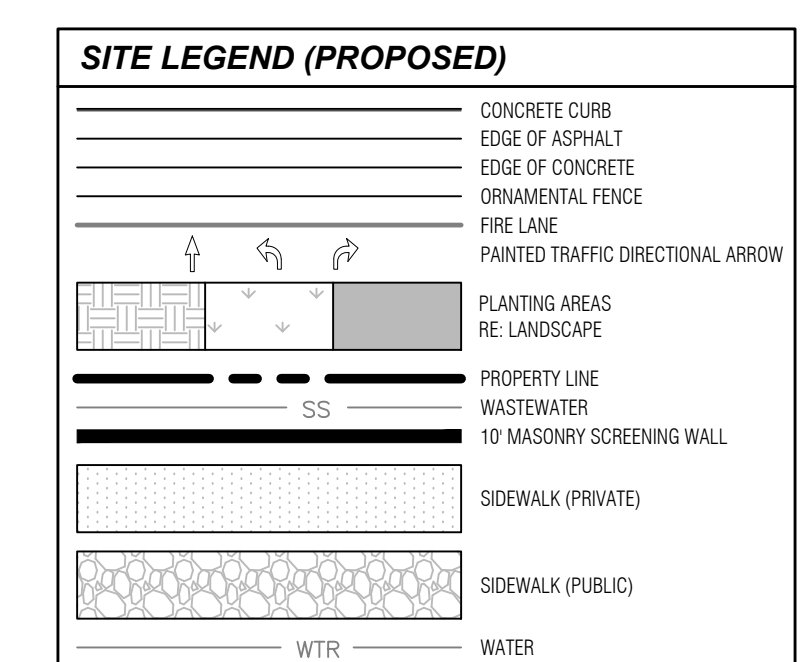 SITE LEGEND (PROPOSED)
CONCRETE CURB
EDGE OF ASPHALT
EDGE OF CONCRETE
ORNAMENTAL FENCE
FIRE LANE
PAINTED TRAFFIC DIRECTIONAL ARROW
PLANTING AREAS
RE: LANDSCAPE
PROPERTY LINE
SS WASTEWATER
10' MASONRY SCREENING WALL
SIDEWALK (PRIVATE)
SIDEWALK (PUBLIC)
WTR WATER